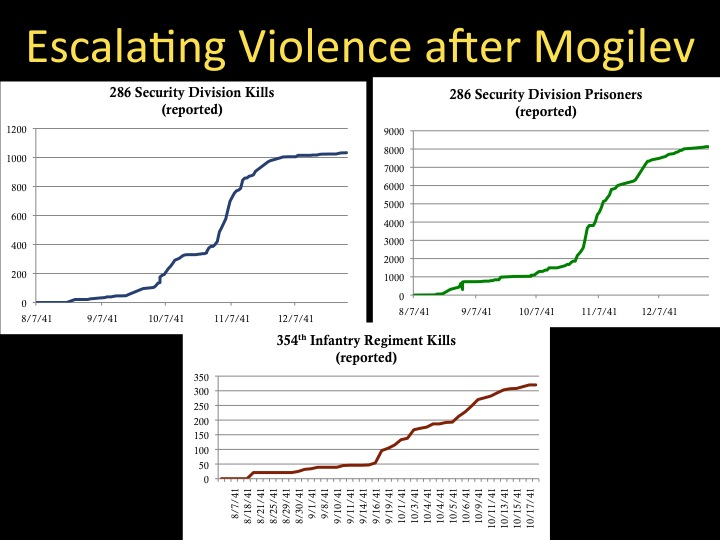 Escalating Violence after Mogilev
286 Security Division Kills
(reported)
1200
1000
800
600
400
200
0
8/7/41 9/7/41 10/7/41 11/7/41 12/7/41
286 Security Division Prisoners
(reported)
9000
8000
7000
6000
5000
4000
3000
2000
1000
0
8/7/41 9/7/41 10/7/41 11/7/41 12/7/41
354th Infantry Regiment Kills
(reported)
350
300
250
200
150
100
50
0
8/7/41 8/18/41 8/21/41 8/25/41 8/29/41 8/30/41 9/1/41 9/8/41 9/10/41 9/11/41 9/14/41 9/16/41 9/19/41 10/1/41 10/3/41 10/4/41 10/4/41 10/5/41 10/6/41 10/9/41 10/11/41 10/13/41 10/15/41 10/17/41